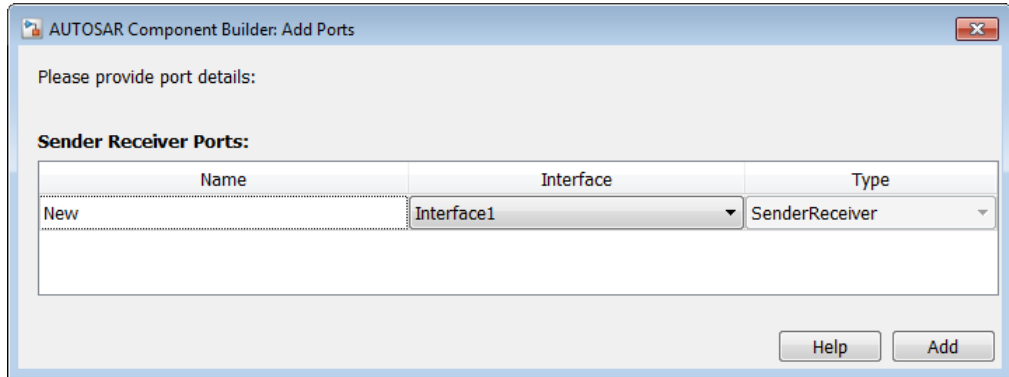 AUTOSAR Component Builder: Add Ports
Please provide port details:
Sender Receiver Ports:
Name Interface Type
New Interface1 SenderReceiver
Help Add